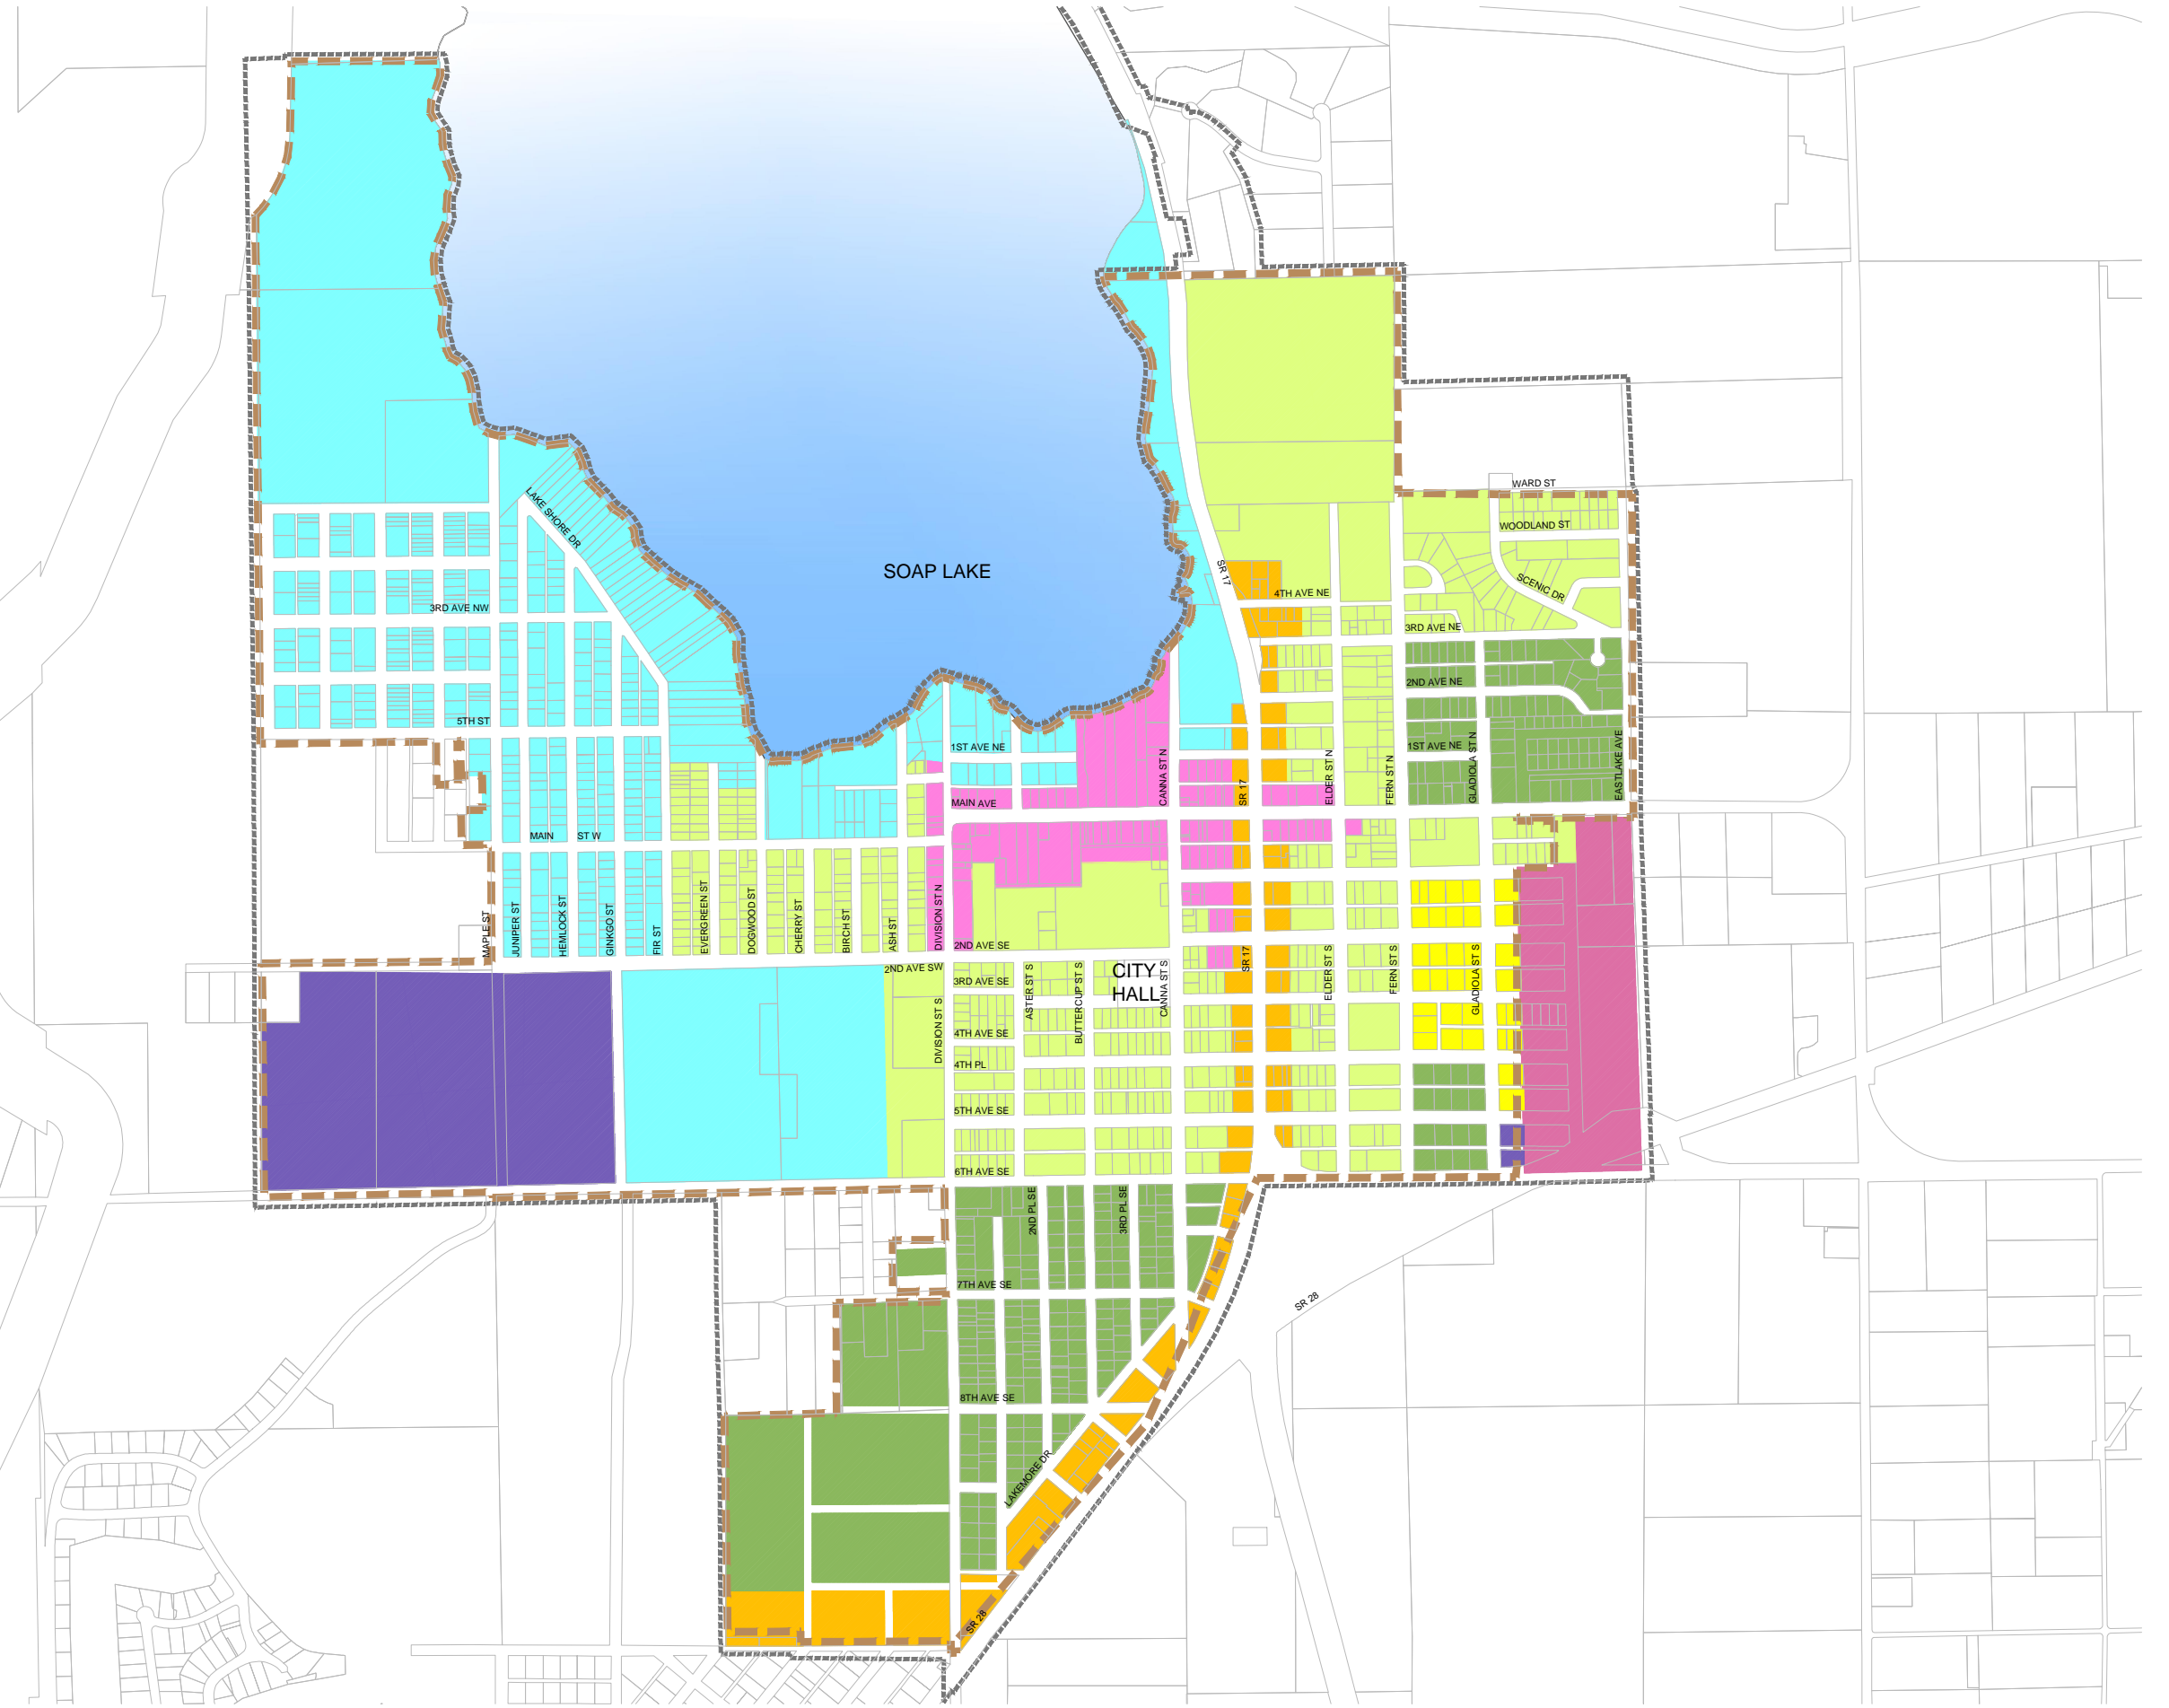 WARD ST
LAKE SHORE DR
WOODLAND ST
SOAP LAKE
SR 17
SCENIC DR
4TH AVE NE
3RD AVE NW
3RD AVE NE
2ND AVE NE
5TH ST
1ST AVE NE
1ST AVE NE
CANNA ST N
SR 17
ELDER ST N
FERN ST N
GLADIOLA ST N
EASTLAKE AVE
MAIN AVE
MAIN
ST W
MAPLE ST
JUNIPER ST
HEMLOCK ST
GINKGO ST
FIR ST
EVERGREEN ST
DOGWOOD ST
CHERRY ST
BIRCH ST
ASH ST
DIVISION ST N
2ND AVE SE
2ND AVE SW
3RD AVE SE
CITY
HALL
ASTER ST S
BUTTERCUP ST S
CANNA ST S
SR 17
ELDER ST S
FERN ST S
GLADIOLA ST S
DIVISION ST S
4TH AVE SE
4TH PL
5TH AVE SE
6TH AVE SE
2ND PL SE
3RD PL SE
7TH AVE SE
SR 28
8TH AVE SE
LAKEMORE DR
SR 28